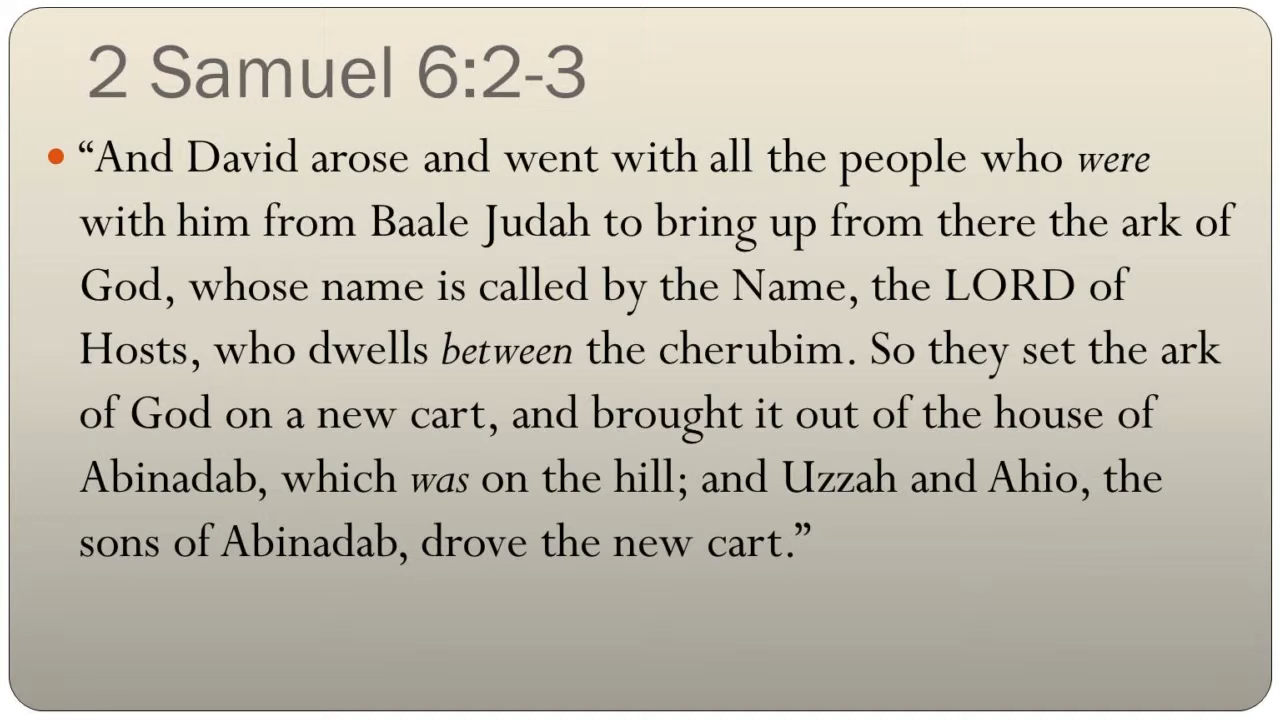 2 Samuel 6:2-3
• “And David arose and went with all the people who were
with him from Baale Judah to bring up from there the ark of
God, whose name is called by the Name, the LORD of
Hosts, who dwells between the cherubim. So they set the ark
of God on a new cart, and brought it out of the house of
Abinadab, which was on the hill; and Uzzah and Ahio, the
sons of Abinadab, drove the new cart.”